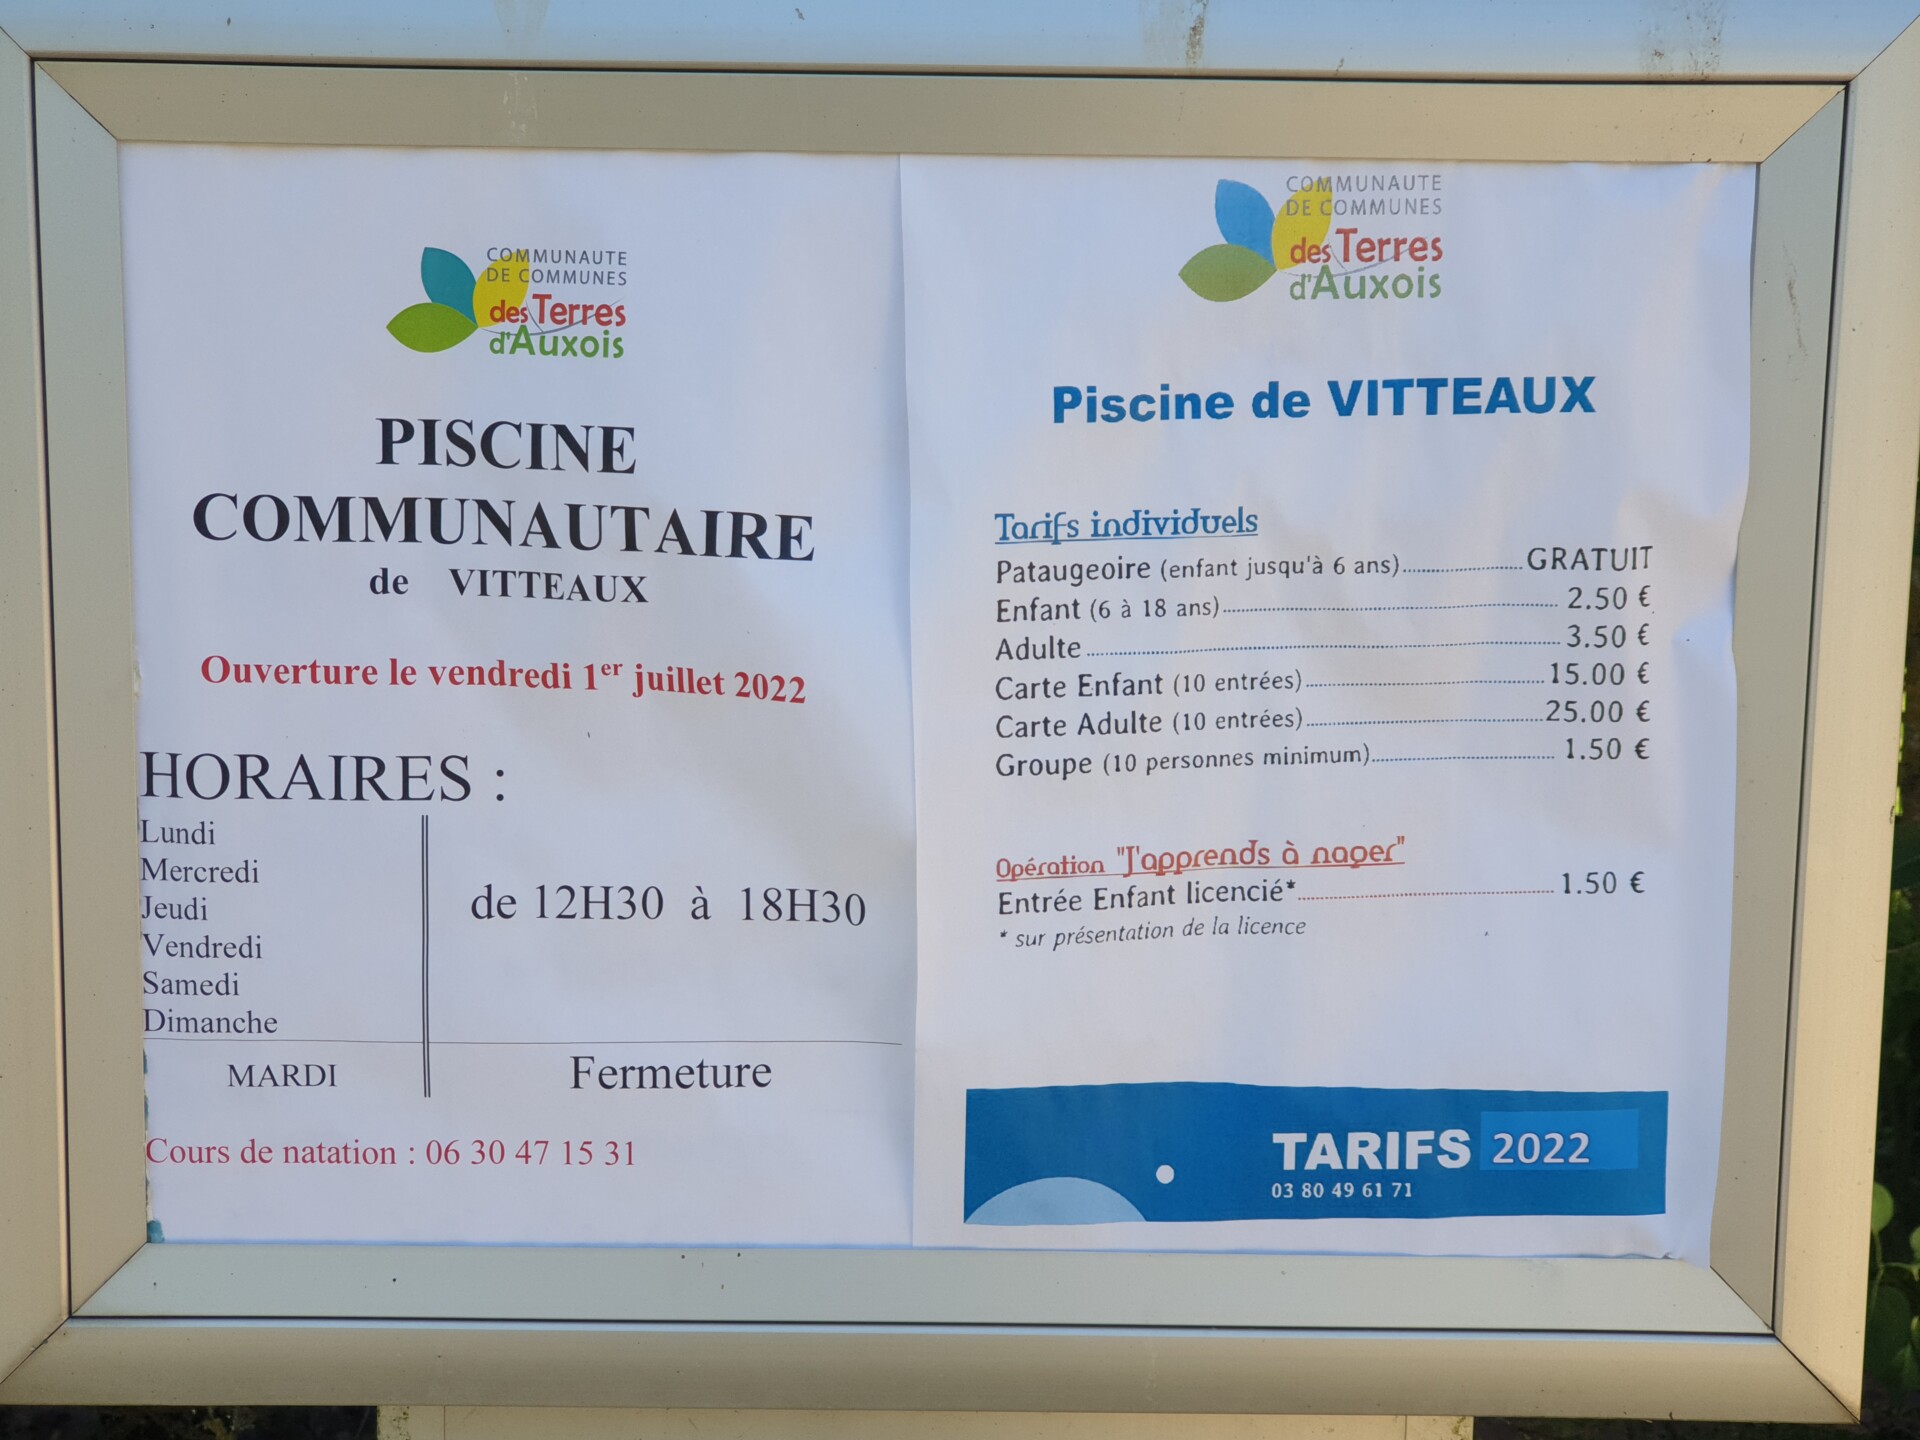 COMMUNAUTE
DE COMMUNES
des Terres
d'Auxois
PISCINE
COMMUNAUTAIRE
de VITTEAUX
Ouverture le vendredi 1er juillet 2022
HORAIRES :
Lundi
Mercredi
Jeudi
Vendredi
Samedi
Dimanche
de 12H30 à 18H30
MARDI Fermeture
Cours de natation : 06 30 47 15 31
COMMUNAUTE
DE COMMUNES
des Terres
d'Auxois
Piscine de VITTEAUX
Tarifs individuels
Pataugeoire (enfant jusqu'à 6 ans)..................GRATUIT
Enfant (6 à 18 ans)..................2.50 €
Adulte..................3.50 €
Carte Enfant (10 entrées)..................15.00 €
Carte Adulte (10 entrées)..................25.00 €
Groupe (10 personnes minimum)..................1.50 €
Opération "J'apprends à nager"
Entrée Enfant licencié*..................1.50 €
* sur présentation de la licence
TARIFS 2022
03 80 49 61 71